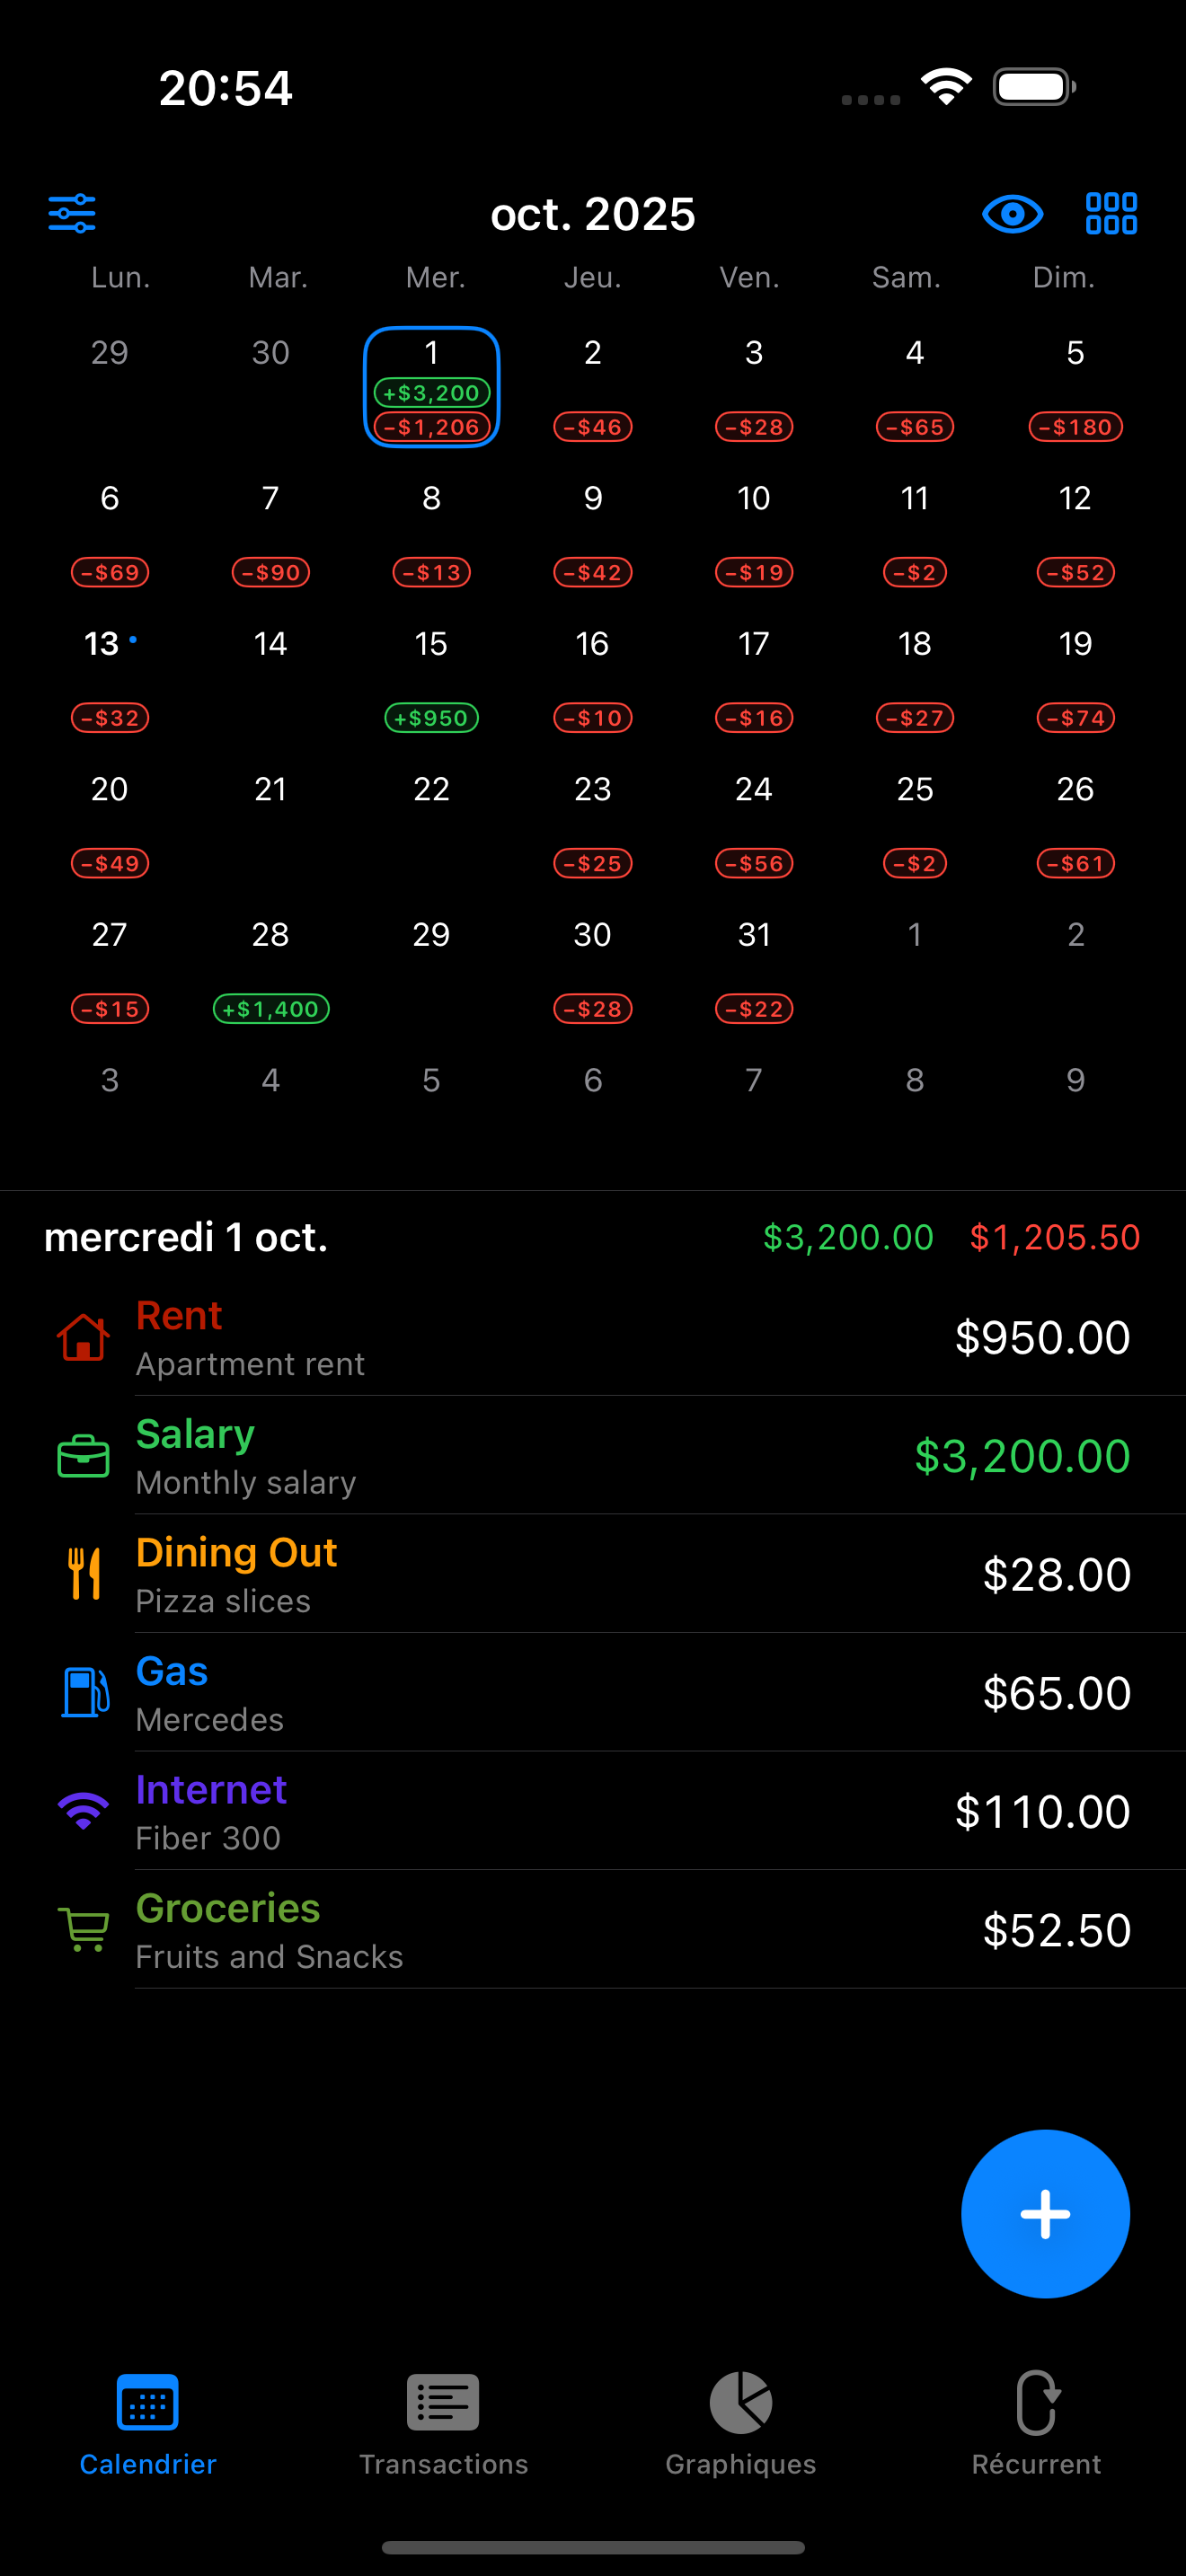 20:54
oct. 2025
Lun. Mar. Mer. Jeu. Ven. Sam. Dim.
29 30 1 2 3 4 5
+$3,200
−$1,206 −$46 −$28 −$65 −$180
6 7 8 9 10 11 12
−$69 −$90 −$13 −$42 −$19 −$2 −$52
13 14 15 16 17 18 19
−$32 +$950 −$10 −$16 −$27 −$74
20 21 22 23 24 25 26
−$49 −$25 −$56 −$2 −$61
27 28 29 30 31 1 2
−$15 +$1,400 −$28 −$22
3 4 5 6 7 8 9
mercredi 1 oct. $3,200.00 $1,205.50
Rent
Apartment rent
$950.00
Salary
Monthly salary
$3,200.00
Dining Out
Pizza slices
$28.00
Gas
Mercedes
$65.00
Internet
Fiber 300
$110.00
Groceries
Fruits and Snacks
$52.50
Calendrier Transactions Graphiques Récurrent